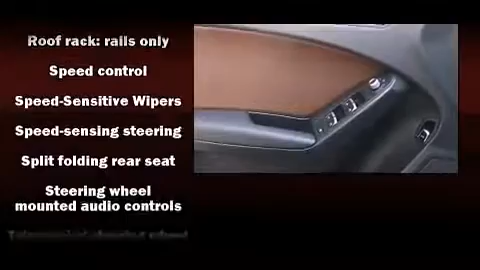 Roof rack: rails only
Speed control
Speed-Sensitive Wipers
Speed-sensing steering
Split folding rear seat
Steering wheel
mounted audio controls